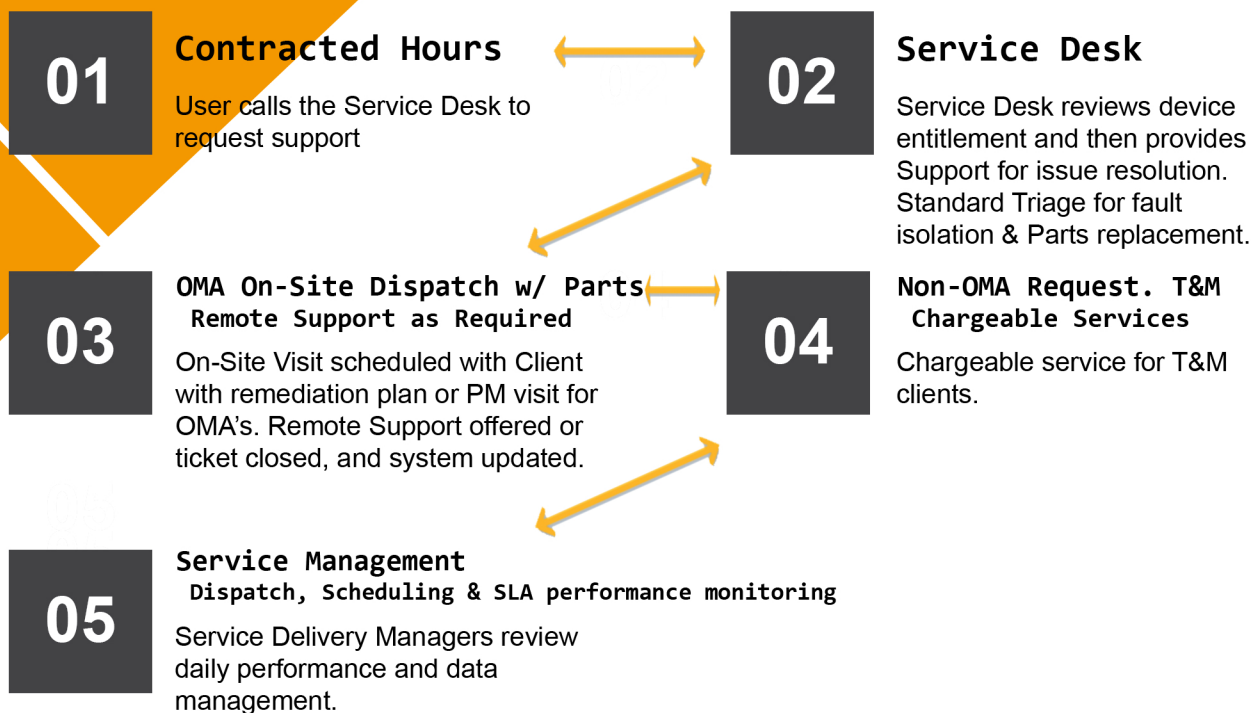 01
Contracted Hours
User calls the Service Desk to
request support
02
Service Desk
Service Desk reviews device
entitlement and then provides
Support for issue resolution.
Standard Triage for fault
isolation & Parts replacement.
03
OMA On-Site Dispatch w/ Parts
Remote Support as Required
On-Site Visit scheduled with Client
with remediation plan or PM visit for
OMA’s. Remote Support offered or
ticket closed, and system updated.
04
Non-OMA Request. T&M
Chargeable Services
Chargeable service for T&M
clients.
05
Service Management
Dispatch, Scheduling & SLA performance monitoring
Service Delivery Managers review
daily performance and data
management.